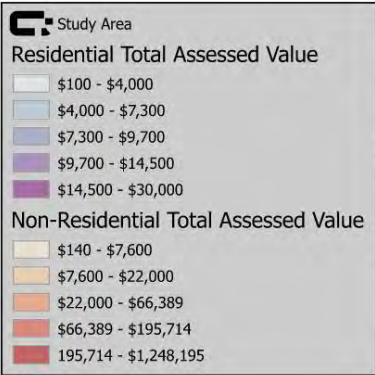 Study Area
Residential Total Assessed Value
$100 - $4,000
$4,000 - $7,300
$7,300 - $9,700
$9,700 - $14,500
$14,500 - $30,000
Non-Residential Total Assessed Value
$140 - $7,600
$7,600 - $22,000
$22,000 - $66,389
$66,389 - $195,714
195,714 - $1,248,195